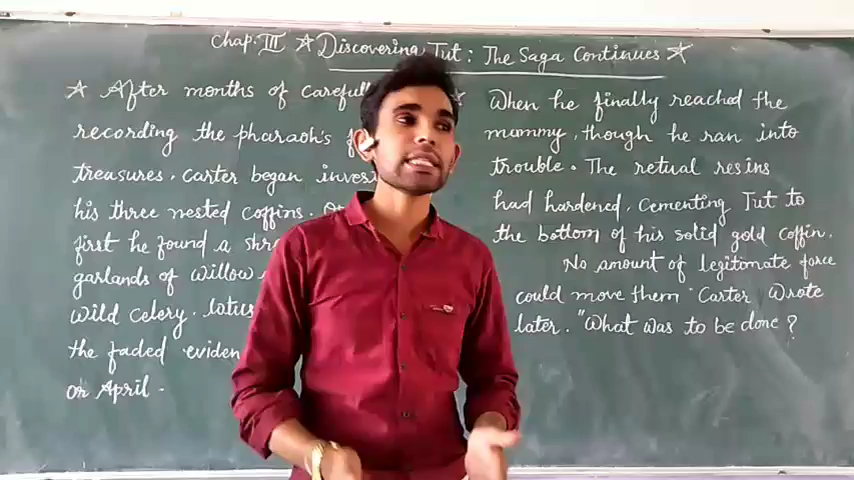 Chap. III ☆ Discovering Tut : The Saga Continues ☆
☆ After months of carefull
recording the pharaoh's
treasures. Carter began inves
his three nested coffins.
first he found a shr
garlands of willow
wild celery. lotus
the faded eviden
or April.
☆ When he finally reached the
mummy, though he ran into
trouble. The retual resins
had hardened, cementing Tut to
the bottom of his solid gold coffin.
No amount of legitomate force
could move them Carter Wrote
later. "What was to be done ?